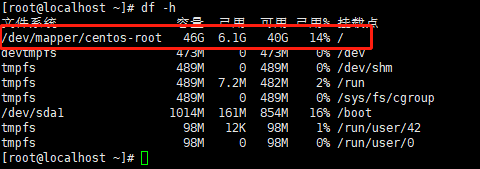 [root@localhost ~]# df -h
文件系统 容量 已用 可用 已用% 挂载点
/dev/mapper/centos-root 46G 6.1G 40G 14% /
devtmpfs 473M 0 473M 0% /dev
tmpfs 489M 0 489M 0% /dev/shm
tmpfs 489M 7.2M 482M 2% /run
tmpfs 489M 0 489M 0% /sys/fs/cgroup
/dev/sda1 1014M 161M 854M 16% /boot
tmpfs 98M 12K 98M 1% /run/user/42
tmpfs 98M 0 98M 0% /run/user/0
[root@localhost ~]#